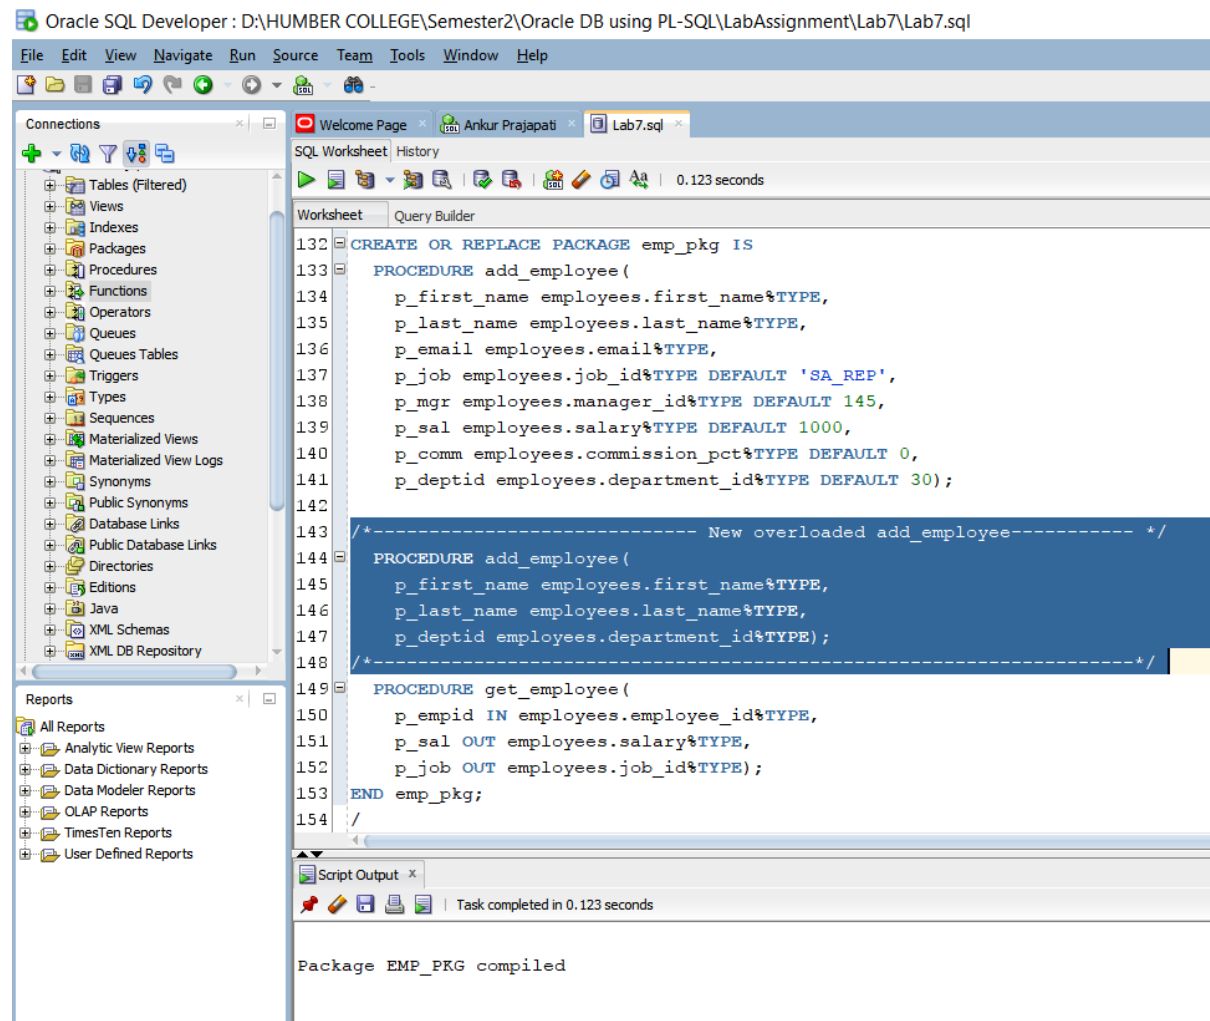 Oracle SQL Developer : D:\HUMBER COLLEGE\Semester2\Oracle DB using PL-SQL\LabAssignment\Lab7\Lab7.sql
File Edit View Navigate Run Source Team Tools Window Help
Connections
Tables (Filtered)
Views
Indexes
Packages
Procedures
Functions
Operators
Queues
Queues Tables
Triggers
Types
Sequences
Materialized Views
Materialized View Logs
Synonyms
Public Synonyms
Database Links
Public Database Links
Directories
Editions
Java
XML Schemas
XML DB Repository
Reports
All Reports
Analytic View Reports
Data Dictionary Reports
Data Modeler Reports
OLAP Reports
TimesTen Reports
User Defined Reports
Welcome Page Ankur Prajapati Lab7.sql
SQL Worksheet History
0.123 seconds
Worksheet Query Builder
132 CREATE OR REPLACE PACKAGE emp_pkg IS
133 PROCEDURE add_employee(
134 p_first_name employees.first_name%TYPE,
135 p_last_name employees.last_name%TYPE,
136 p_email employees.email%TYPE,
137 p_job employees.job_id%TYPE DEFAULT 'SA_REP',
138 p_mgr employees.manager_id%TYPE DEFAULT 145,
139 p_sal employees.salary%TYPE DEFAULT 1000,
140 p_comm employees.commission_pct%TYPE DEFAULT 0,
141 p_deptid employees.department_id%TYPE DEFAULT 30);
142
143 /*----------------------------- New overloaded add_employee----------- */
144 PROCEDURE add_employee(
145 p_first_name employees.first_name%TYPE,
146 p_last_name employees.last_name%TYPE,
147 p_deptid employees.department_id%TYPE);
148 /*--------------------------------------------------------------------*/
149 PROCEDURE get_employee(
150 p_empid IN employees.employee_id%TYPE,
151 p_sal OUT employees.salary%TYPE,
152 p_job OUT employees.job_id%TYPE);
153 END emp_pkg;
154 /
Script Output x
Task completed in 0.123 seconds
Package EMP_PKG compiled